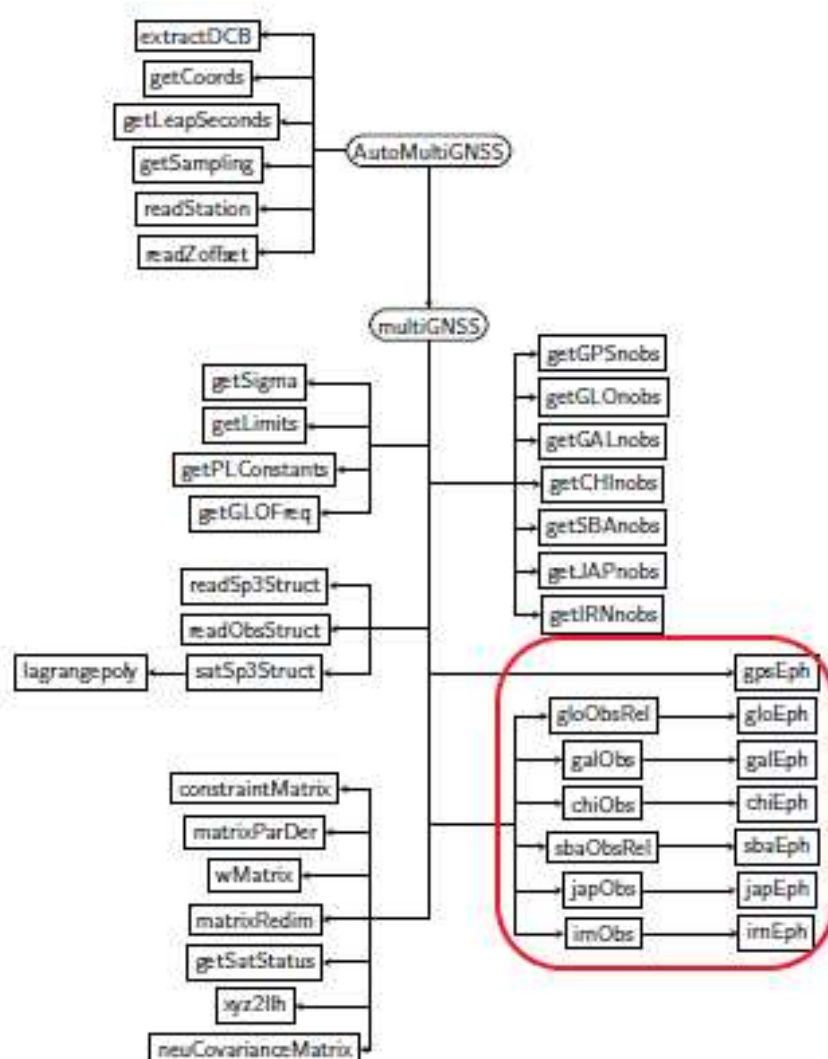 extractDCB
getCoords
getLeapSeconds
getSampling
readStation
readZoffset
AutoMultiGNSS
multiGNSS
getSigma
getLimits
getPLConstants
getGLOFreq
getGPSnobs
getGLOnobs
getGALnobs
getCHInobs
getSBAnobs
getJAPnobs
getIRNnobs
readSp3Struct
readObsStruct
lagrangepoly
satSp3Struct
gpsEph
gloObsRel
gloEph
galObs
galEph
chiObs
chiEph
sbaObsRel
sbaEph
japObs
japEph
irnObs
irnEph
constraintMatrix
matrixParDer
wMatrix
matrixRedim
getSatStatus
xyz2llh
neuCovarianceMatrix